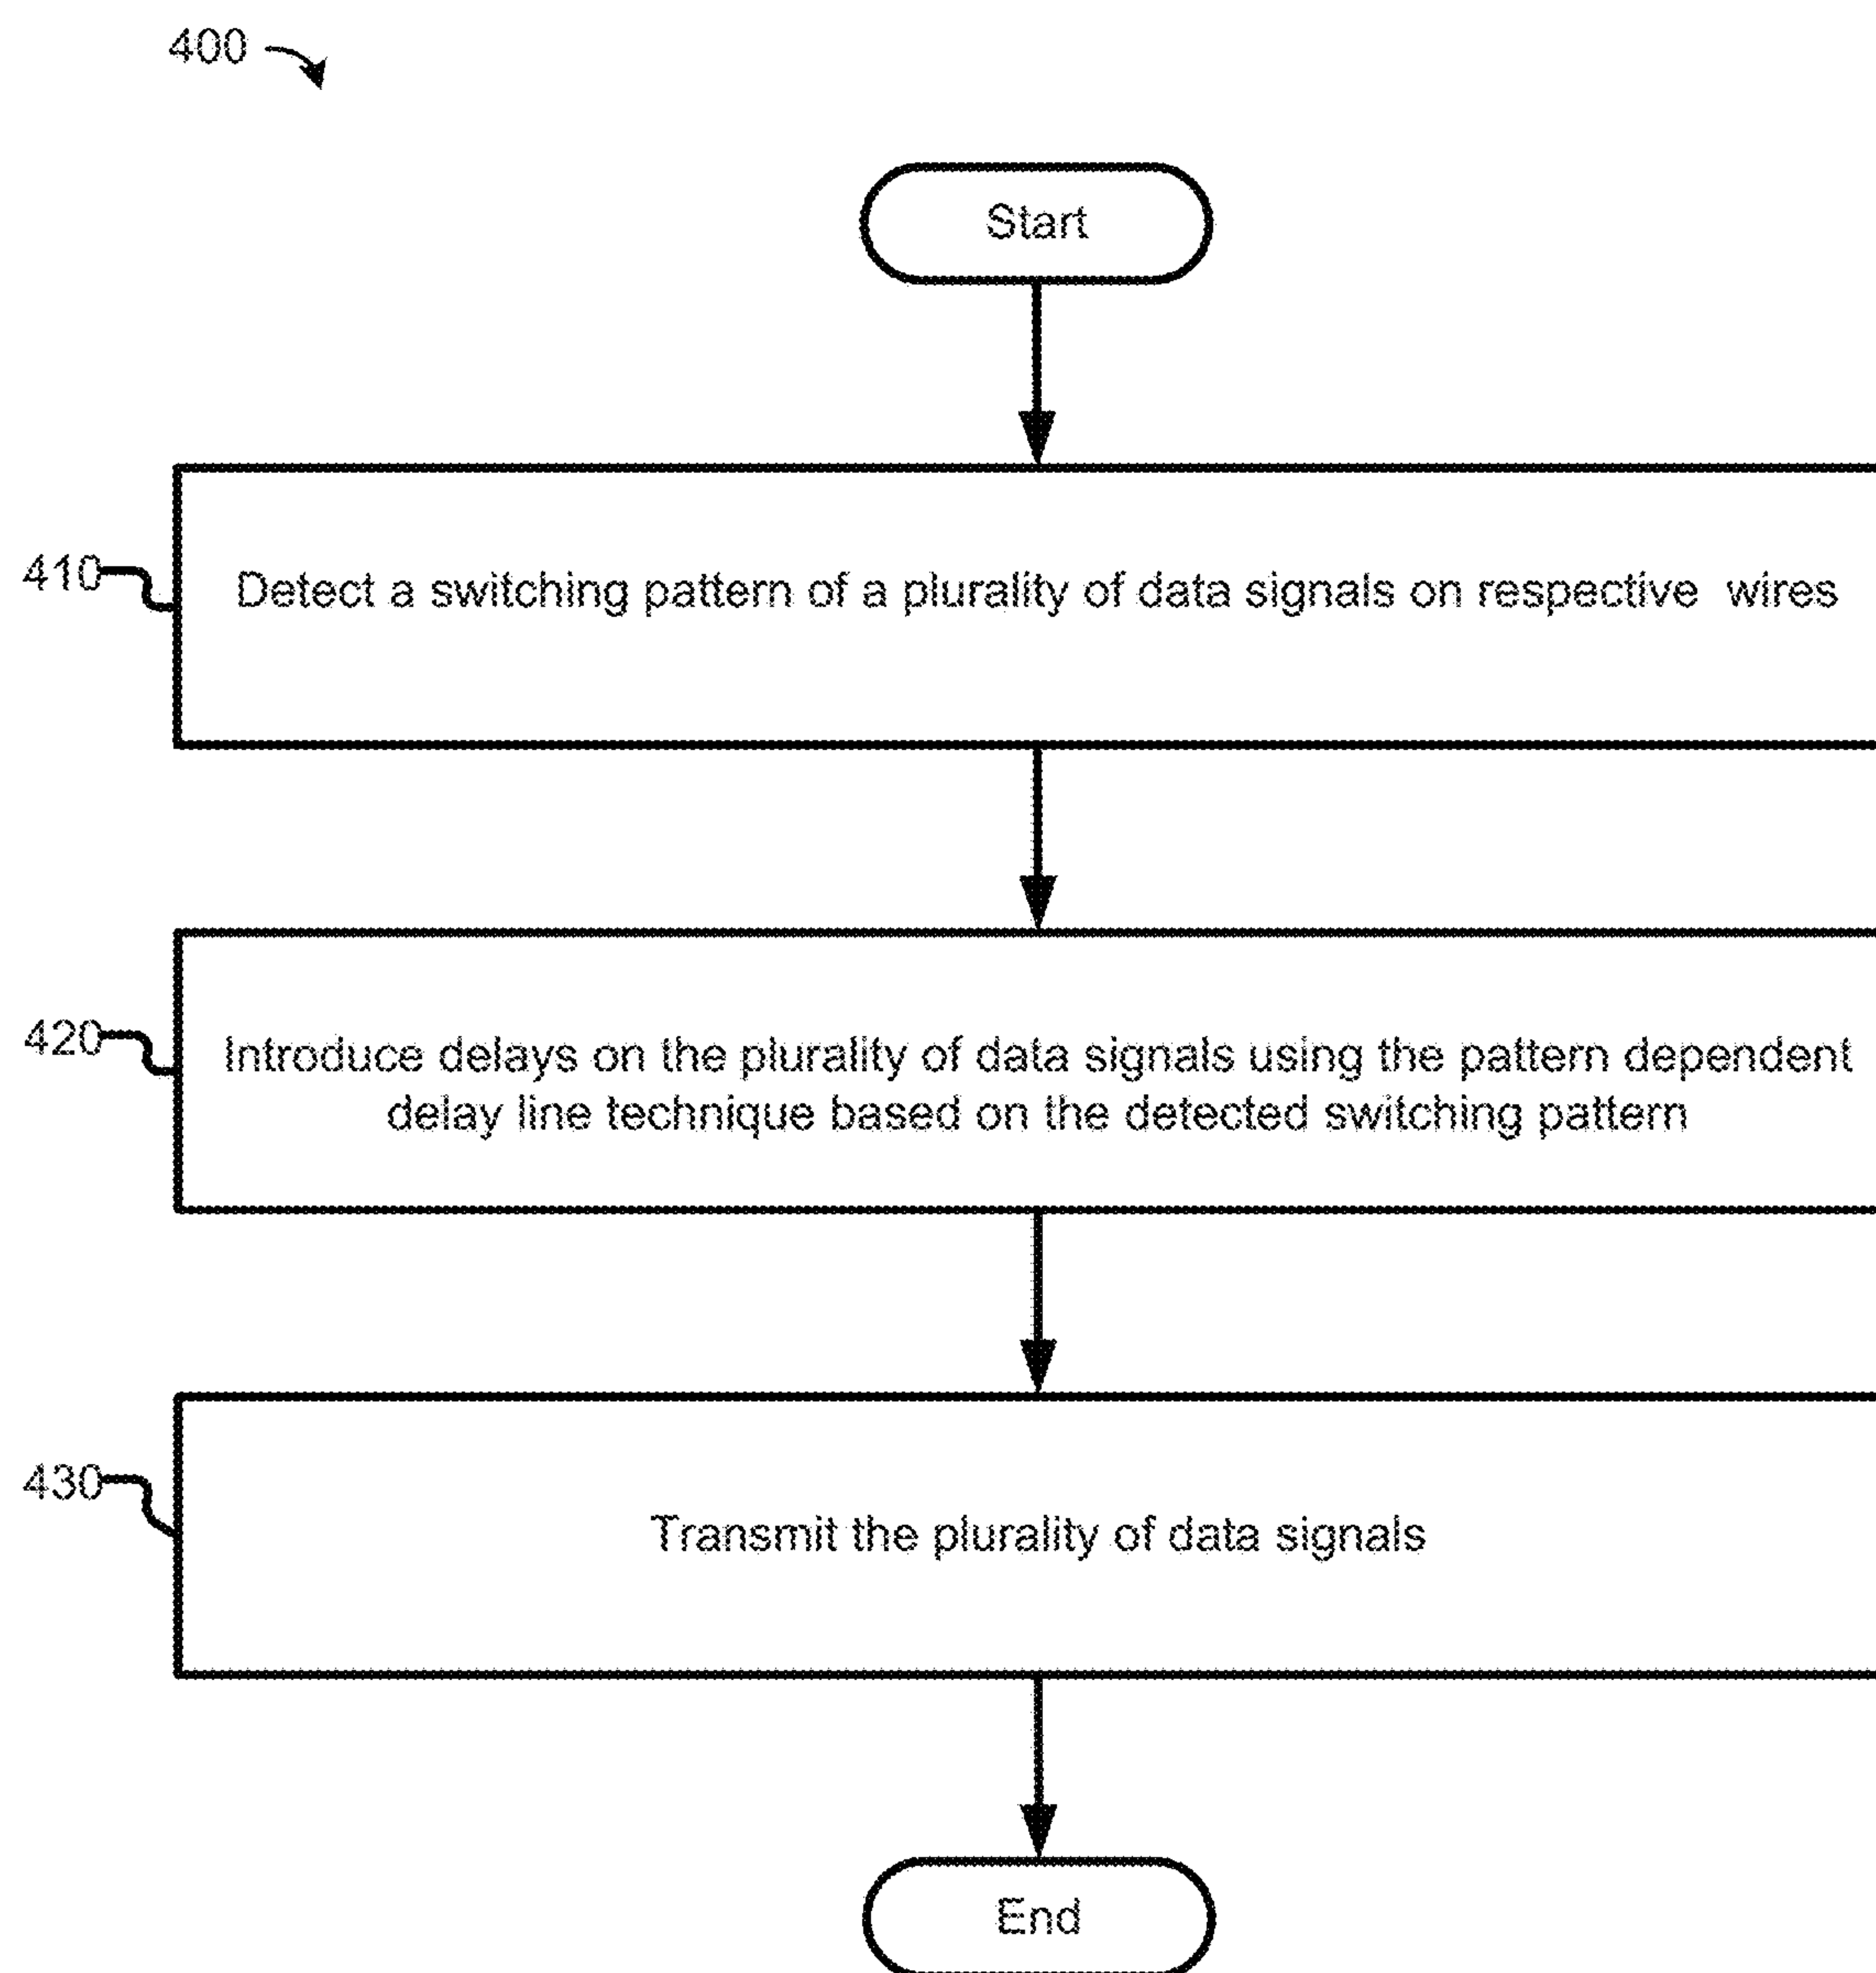 400
Start
410
Detect a switching pattern of a plurality of data signals on respective wires
420
Introduce delays on the plurality of data signals using the pattern dependent
delay line technique based on the detected switching pattern
430
Transmit the plurality of data signals
End